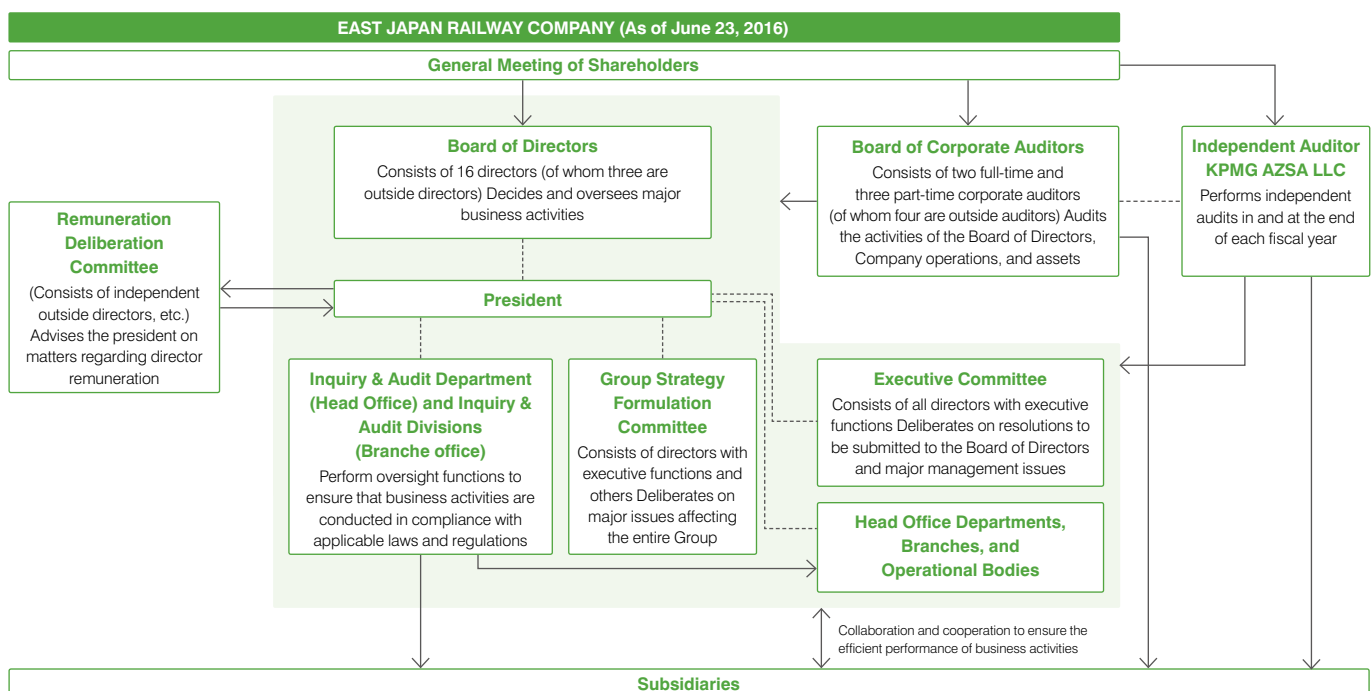 EAST JAPAN RAILWAY COMPANY (As of June 23, 2016)
General Meeting of Shareholders
Board of Directors
Consists of 16 directors (of whom three are
outside directors) Decides and oversees major
business activities
Board of Corporate Auditors
Consists of two full-time and
three part-time corporate auditors
(of whom four are outside auditors) Audits
the activities of the Board of Directors,
Company operations, and assets
Independent Auditor
KPMG AZSA LLC
Performs independent
audits in and at the end
of each fiscal year
Remuneration
Deliberation
Committee
(Consists of independent
outside directors, etc.)
Advises the president on
matters regarding director
remuneration
President
Inquiry & Audit Department
(Head Office) and Inquiry &
Audit Divisions
(Branche office)
Perform oversight functions to
ensure that business activities are
conducted in compliance with
applicable laws and regulations
Group Strategy
Formulation
Committee
Consists of directors with
executive functions and
others Deliberates on
major issues affecting
the entire Group
Executive Committee
Consists of all directors with executive
functions Deliberates on resolutions to
be submitted to the Board of Directors
and major management issues
Head Office Departments,
Branches, and
Operational Bodies
Collaboration and cooperation to ensure the
efficient performance of business activities
Subsidiaries